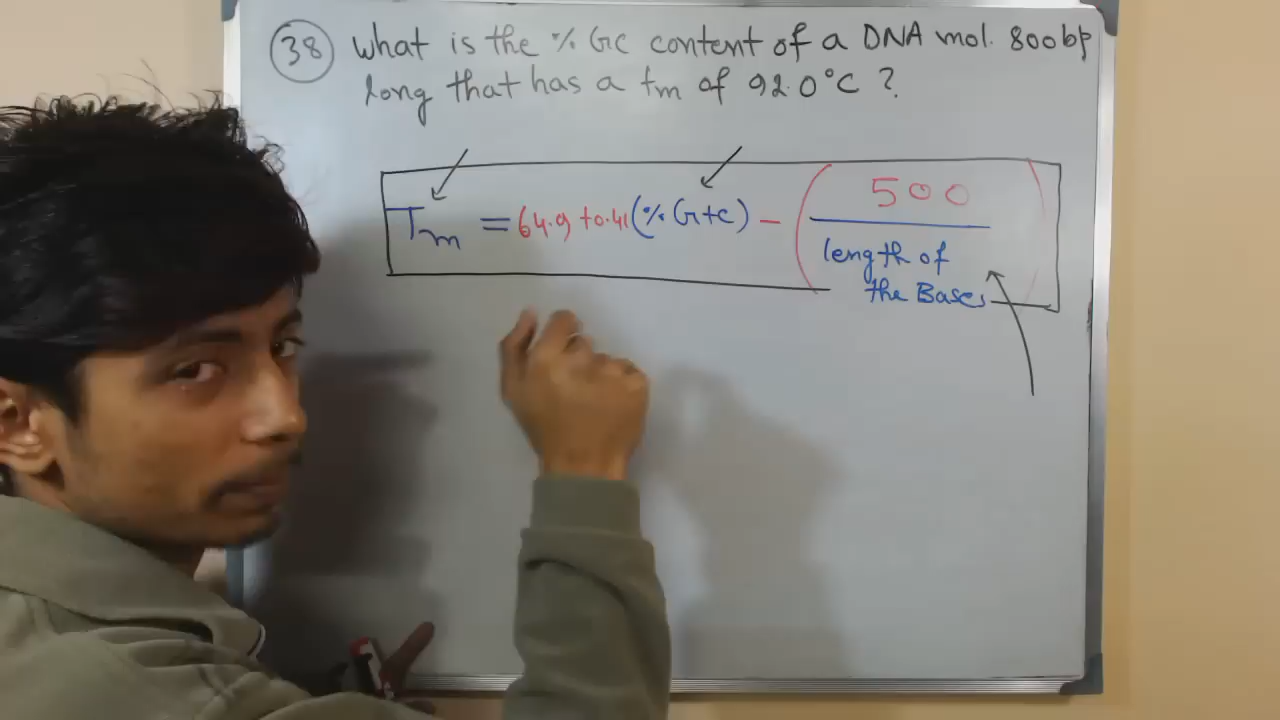 38 What is the % GC content of a DNA mol. 800bp
long that has a tm of 92.0°C ?
Tm = 64.9 +0.41 (% G+C) - ( 500
length of
the Bases )